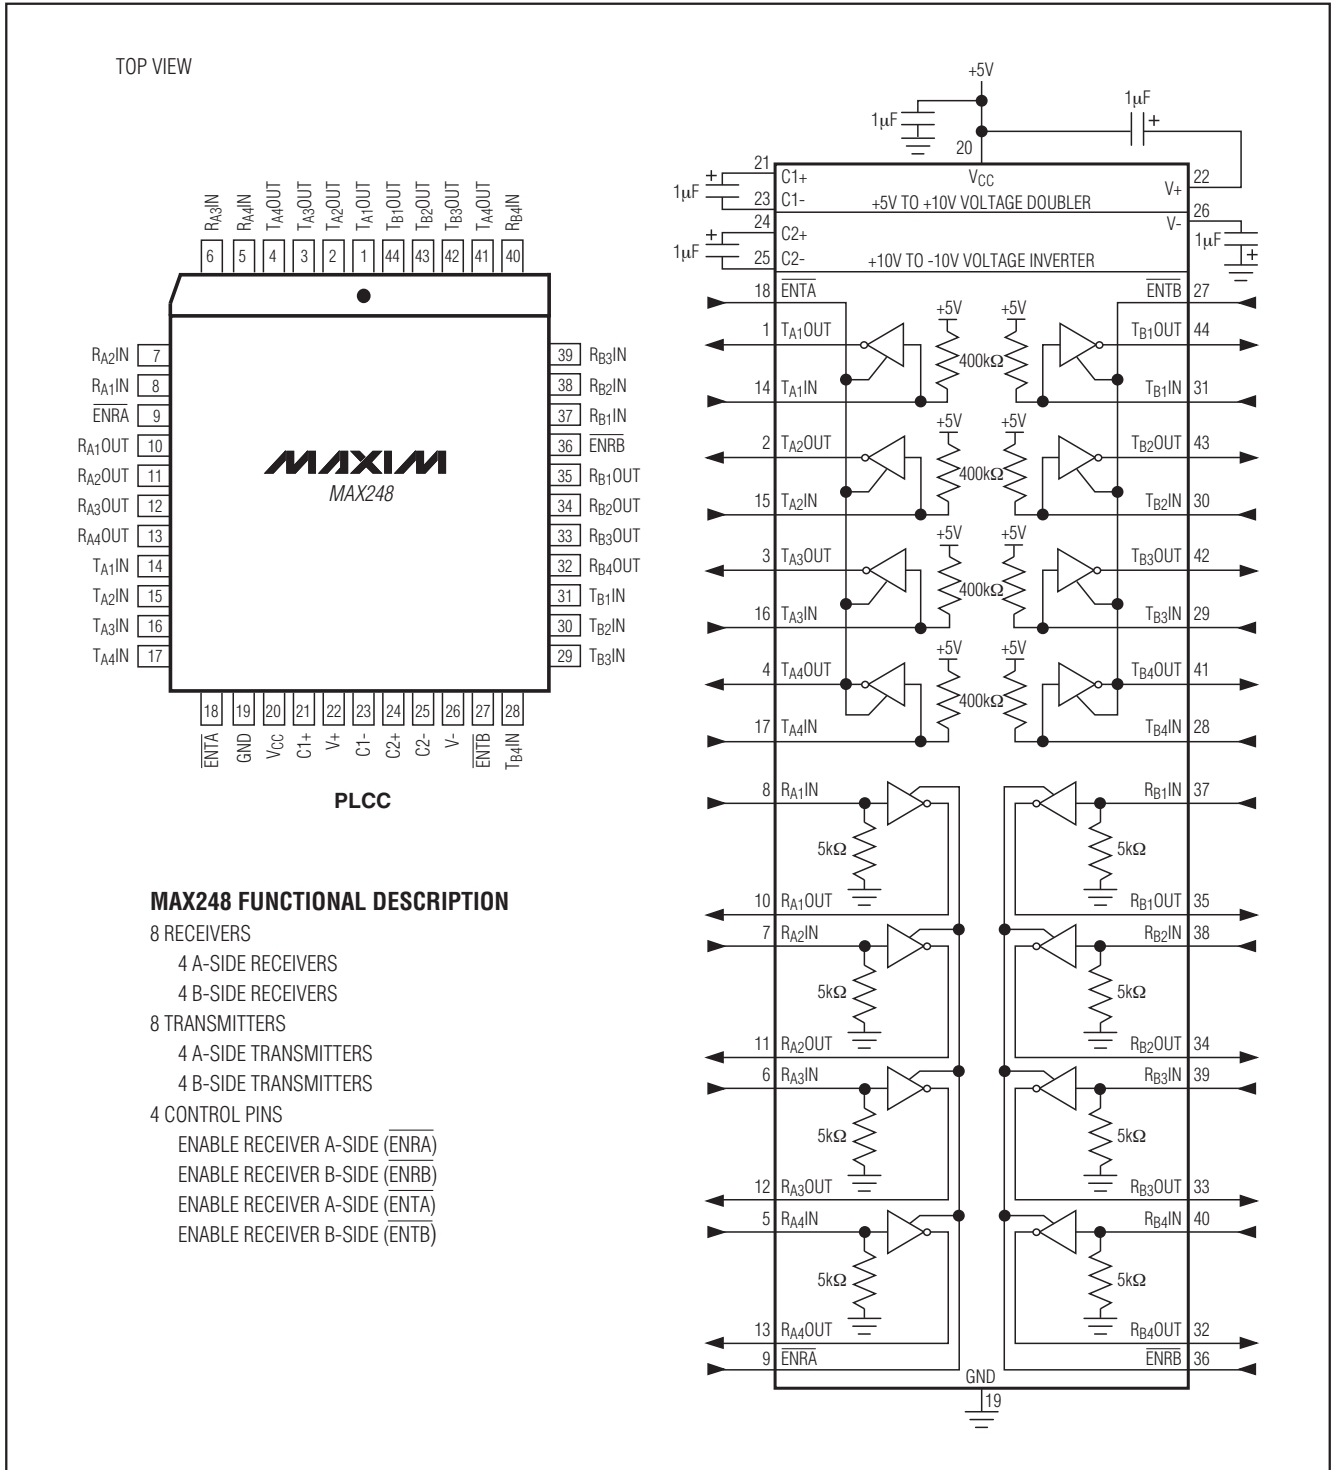 TOP VIEW
RA3IN
RA4IN
TA4OUT
TA3OUT
TA2OUT
TA1OUT
TB1OUT
TB2OUT
TB3OUT
TA4OUT
RB4IN
6 5 4 3 2 1 44 43 42 41 40
RA2IN 7
RA1IN 8
ENRA 9
RA1OUT 10
RA2OUT 11
RA3OUT 12
RA4OUT 13
TA1IN 14
TA2IN 15
TA3IN 16
TA4IN 17
39 RB3IN
38 RB2IN
37 RB1IN
36 ENRB
35 RB1OUT
34 RB2OUT
33 RB3OUT
32 RB4OUT
31 TB1IN
30 TB2IN
29 TB3IN
MAXIM
MAX248
18 19 20 21 22 23 24 25 26 27 28
ENTA
GND
VCC
C1+
V+
C1-
C2+
C2-
V-
ENTB
TB4IN
PLCC
MAX248 FUNCTIONAL DESCRIPTION
8 RECEIVERS
4 A-SIDE RECEIVERS
4 B-SIDE RECEIVERS
8 TRANSMITTERS
4 A-SIDE TRANSMITTERS
4 B-SIDE TRANSMITTERS
4 CONTROL PINS
ENABLE RECEIVER A-SIDE (ENRA)
ENABLE RECEIVER B-SIDE (ENRB)
ENABLE RECEIVER A-SIDE (ENTA)
ENABLE RECEIVER B-SIDE (ENTB)
+5V
1µF
1µF +
20
VCC
21 C1+
+ 1µF
23 C1-
+5V TO +10V VOLTAGE DOUBLER
V+ 22
24 C2+
+ 1µF
25 C2-
+10V TO -10V VOLTAGE INVERTER
V- 26
1µF +
18 ENTA
ENTB 27
+5V +5V
1 TA1OUT
TB1OUT 44
400kΩ
14 TA1IN
TB1IN 31
+5V +5V
2 TA2OUT
TB2OUT 43
400kΩ
15 TA2IN
TB2IN 30
+5V +5V
3 TA3OUT
TB3OUT 42
400kΩ
16 TA3IN
TB3IN 29
+5V +5V
4 TA4OUT
TB4OUT 41
400kΩ
17 TA4IN
TB4IN 28
8 RA1IN
RB1IN 37
5kΩ 5kΩ
10 RA1OUT
RB1OUT 35
7 RA2IN
RB2IN 38
5kΩ 5kΩ
11 RA2OUT
RB2OUT 34
6 RA3IN
RB3IN 39
5kΩ 5kΩ
12 RA3OUT
RB3OUT 33
5 RA4IN
RB4IN 40
5kΩ 5kΩ
13 RA4OUT
RB4OUT 32
9 ENRA
ENRB 36
GND
19